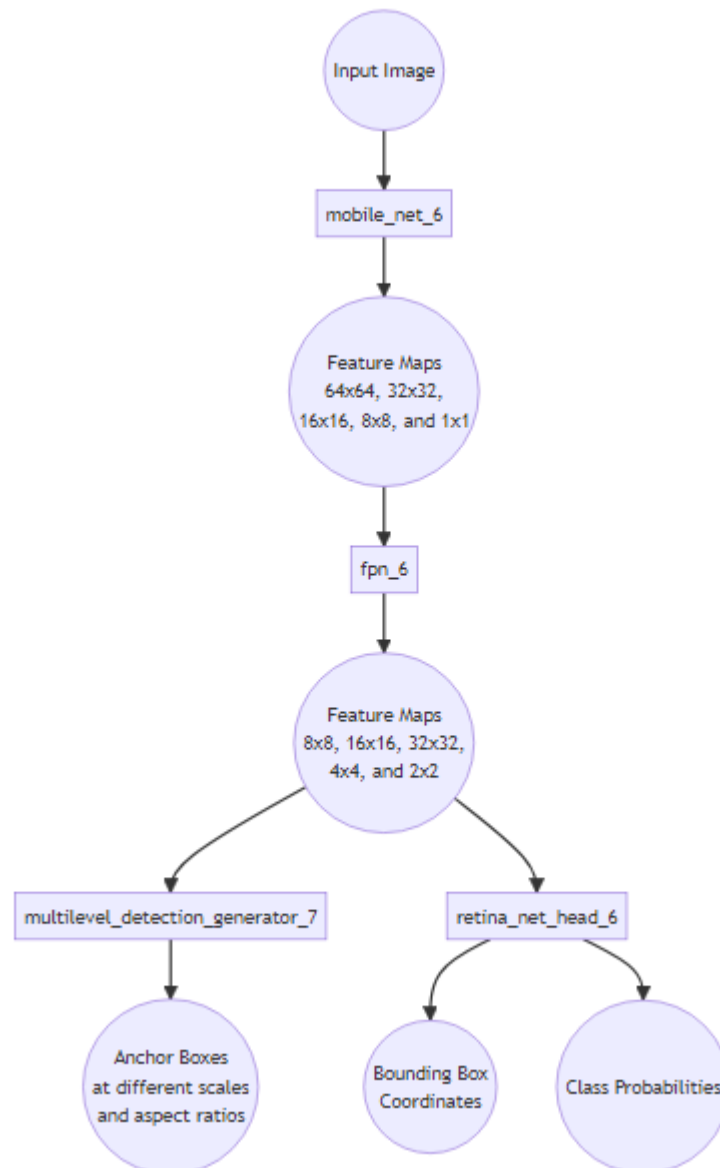 Input Image
mobile_net_6
Feature Maps
64x64, 32x32,
16x16, 8x8, and 1x1
fpn_6
Feature Maps
8x8, 16x16, 32x32,
4x4, and 2x2
multilevel_detection_generator_7
retina_net_head_6
Anchor Boxes
at different scales
and aspect ratios
Bounding Box
Coordinates
Class Probabilities